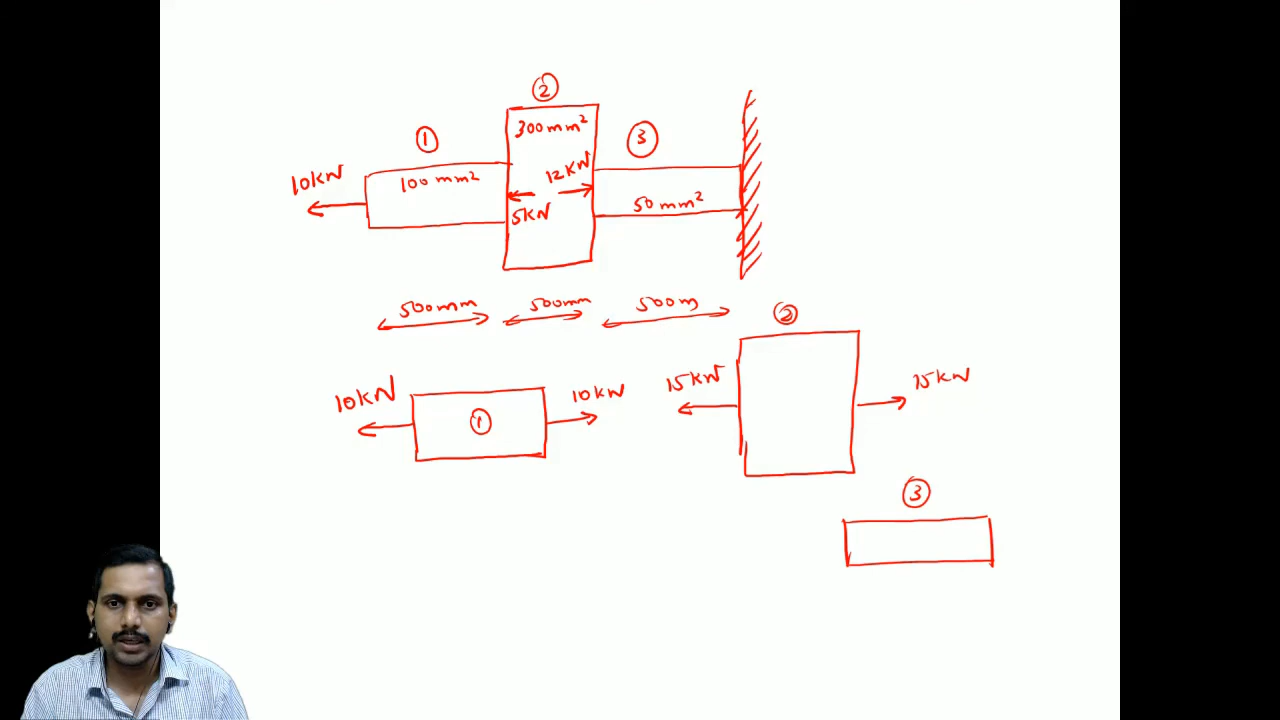 ②
① 300 mm² ③
10kN 100 mm² 12kN
5kN 50 mm²
500mm 500mm 500m
②
10kN ① 10kN 15kN 15kN
③